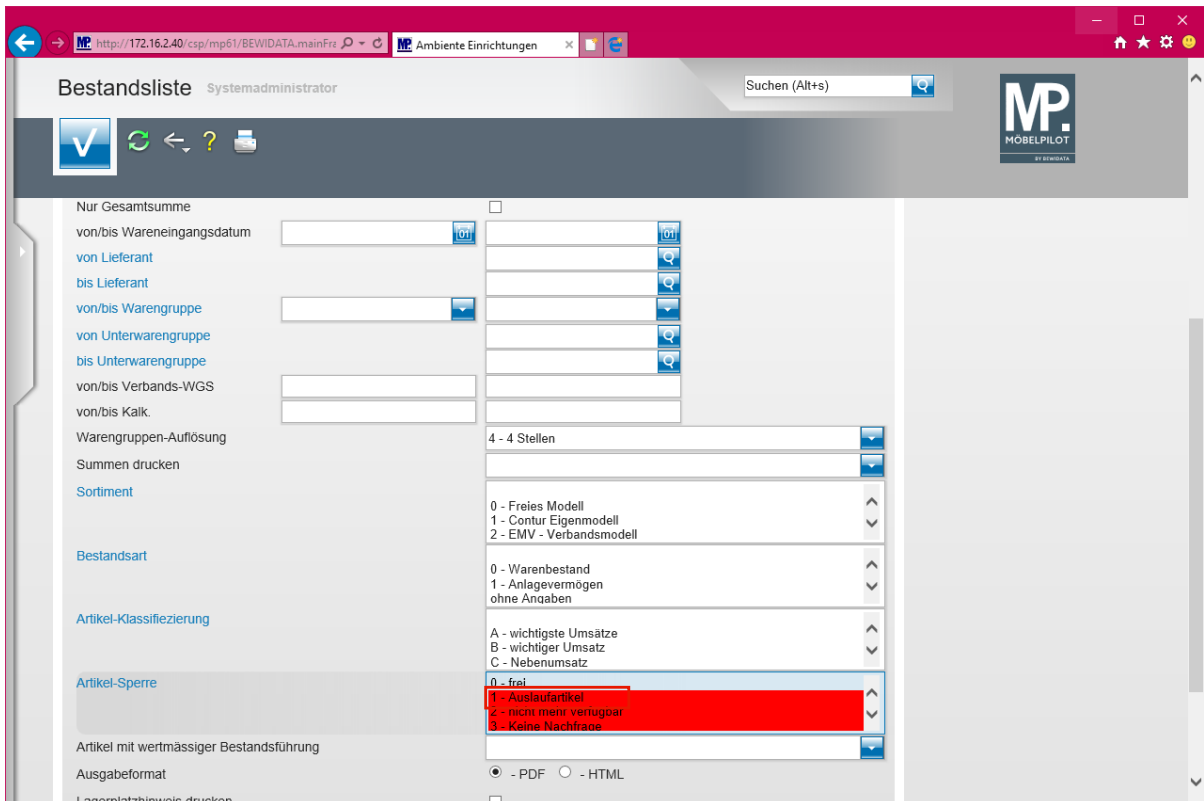 http://172.16.2.40/csp/mp61/BEWIDATA.mainFra
MP. Ambiente Einrichtungen
Bestandsliste Systemadministrator
Suchen (Alt+s)
MP.
MÖBELPILOT
BY BEWIDATA
Nur Gesamtsumme
von/bis Wareneingangsdatum 01 01
von Lieferant
bis Lieferant
von/bis Warengruppe
von Unterwarengruppe
bis Unterwarengruppe
von/bis Verbands-WGS
von/bis Kalk.
Warengruppen-Auflösung 4 - 4 Stellen
Summen drucken
Sortiment
0 - Freies Modell
1 - Contur Eigenmodell
2 - EMV - Verbandsmodell
Bestandsart
0 - Warenbestand
1 - Anlagevermögen
ohne Angaben
Artikel-Klassifiezierung
A - wichtigste Umsätze
B - wichtiger Umsatz
C - Nebenumsatz
Artikel-Sperre
0 - frei
1 - Auslaufartikel
2 - nicht mehr verfügbar
3 - Keine Nachfrage
Artikel mit wertmässiger Bestandsführung
Ausgabeformat - PDF - HTML
Lagerplatzhinweis drucken